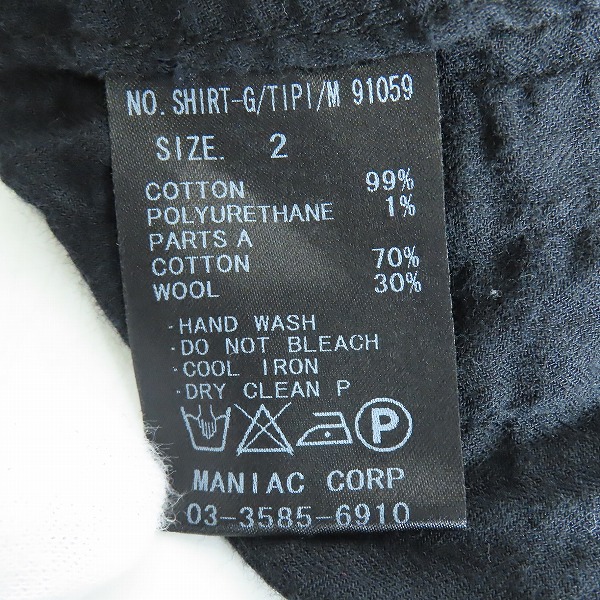 NO. SHIRT-G/TIPI/M 91059
SIZE. 2
COTTON 99%
POLYURETHANE 1%
PARTS A
COTTON 70%
WOOL 30%
·HAND WASH
·DO NOT BLEACH
·COOL IRON
·DRY CLEAN P
P
MANIAC CORP
03-3585-6910